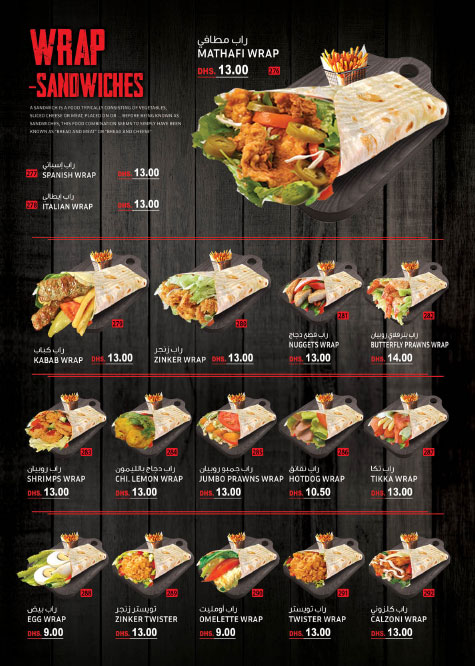 WRAP
-SANDWICHES
A SANDWICH IS A FOOD TYPICALLY CONSISTING OF VEGETABLES,
SLICED CHEESE OR MEAT, PLACED ON OR ... BEFORE BEING KNOWN AS
SANDWICHES, THIS FOOD COMBINATION SEEMS TO SIMPLY HAVE BEEN
KNOWN AS "BREAD AND MEAT" OR "BREAD AND CHEESE"
راب مطافي
MATHAFI WRAP
DHS. 13.00 276
راب اسباني
277 SPANISH WRAP DHS. 13.00
راب ايطالي
278 ITALIAN WRAP DHS. 13.00
279
راب كباب
KABAB WRAP DHS. 13.00
280
راب زنجر
ZINKER WRAP DHS. 13.00
281
راب قطع دجاج
NUGGETS WRAP
DHS. 13.00
282
راب بترفلاي روبيان
BUTTERFLY PRAWNS WRAP
DHS. 14.00
283
راب روبيان
SHRIMPS WRAP
DHS. 13.00
284
راب دجاج بالليمون
CHI. LEMON WRAP
DHS. 13.00
285
راب جمبو روبيان
JUMBO PRAWNS WRAP
DHS. 13.00
286
راب نقانق
HOTDOG WRAP
DHS. 10.50
287
راب تكا
TIKKA WRAP
DHS. 13.00
288
راب بيض
EGG WRAP
DHS. 9.00
289
تويستر زنجر
ZINKER TWISTER
DHS. 13.00
290
راب اومليت
OMELETTE WRAP
DHS. 9.00
291
راب تويستر
TWISTER WRAP
DHS. 13.00
292
راب كلزوني
CALZONI WRAP
DHS. 13.00